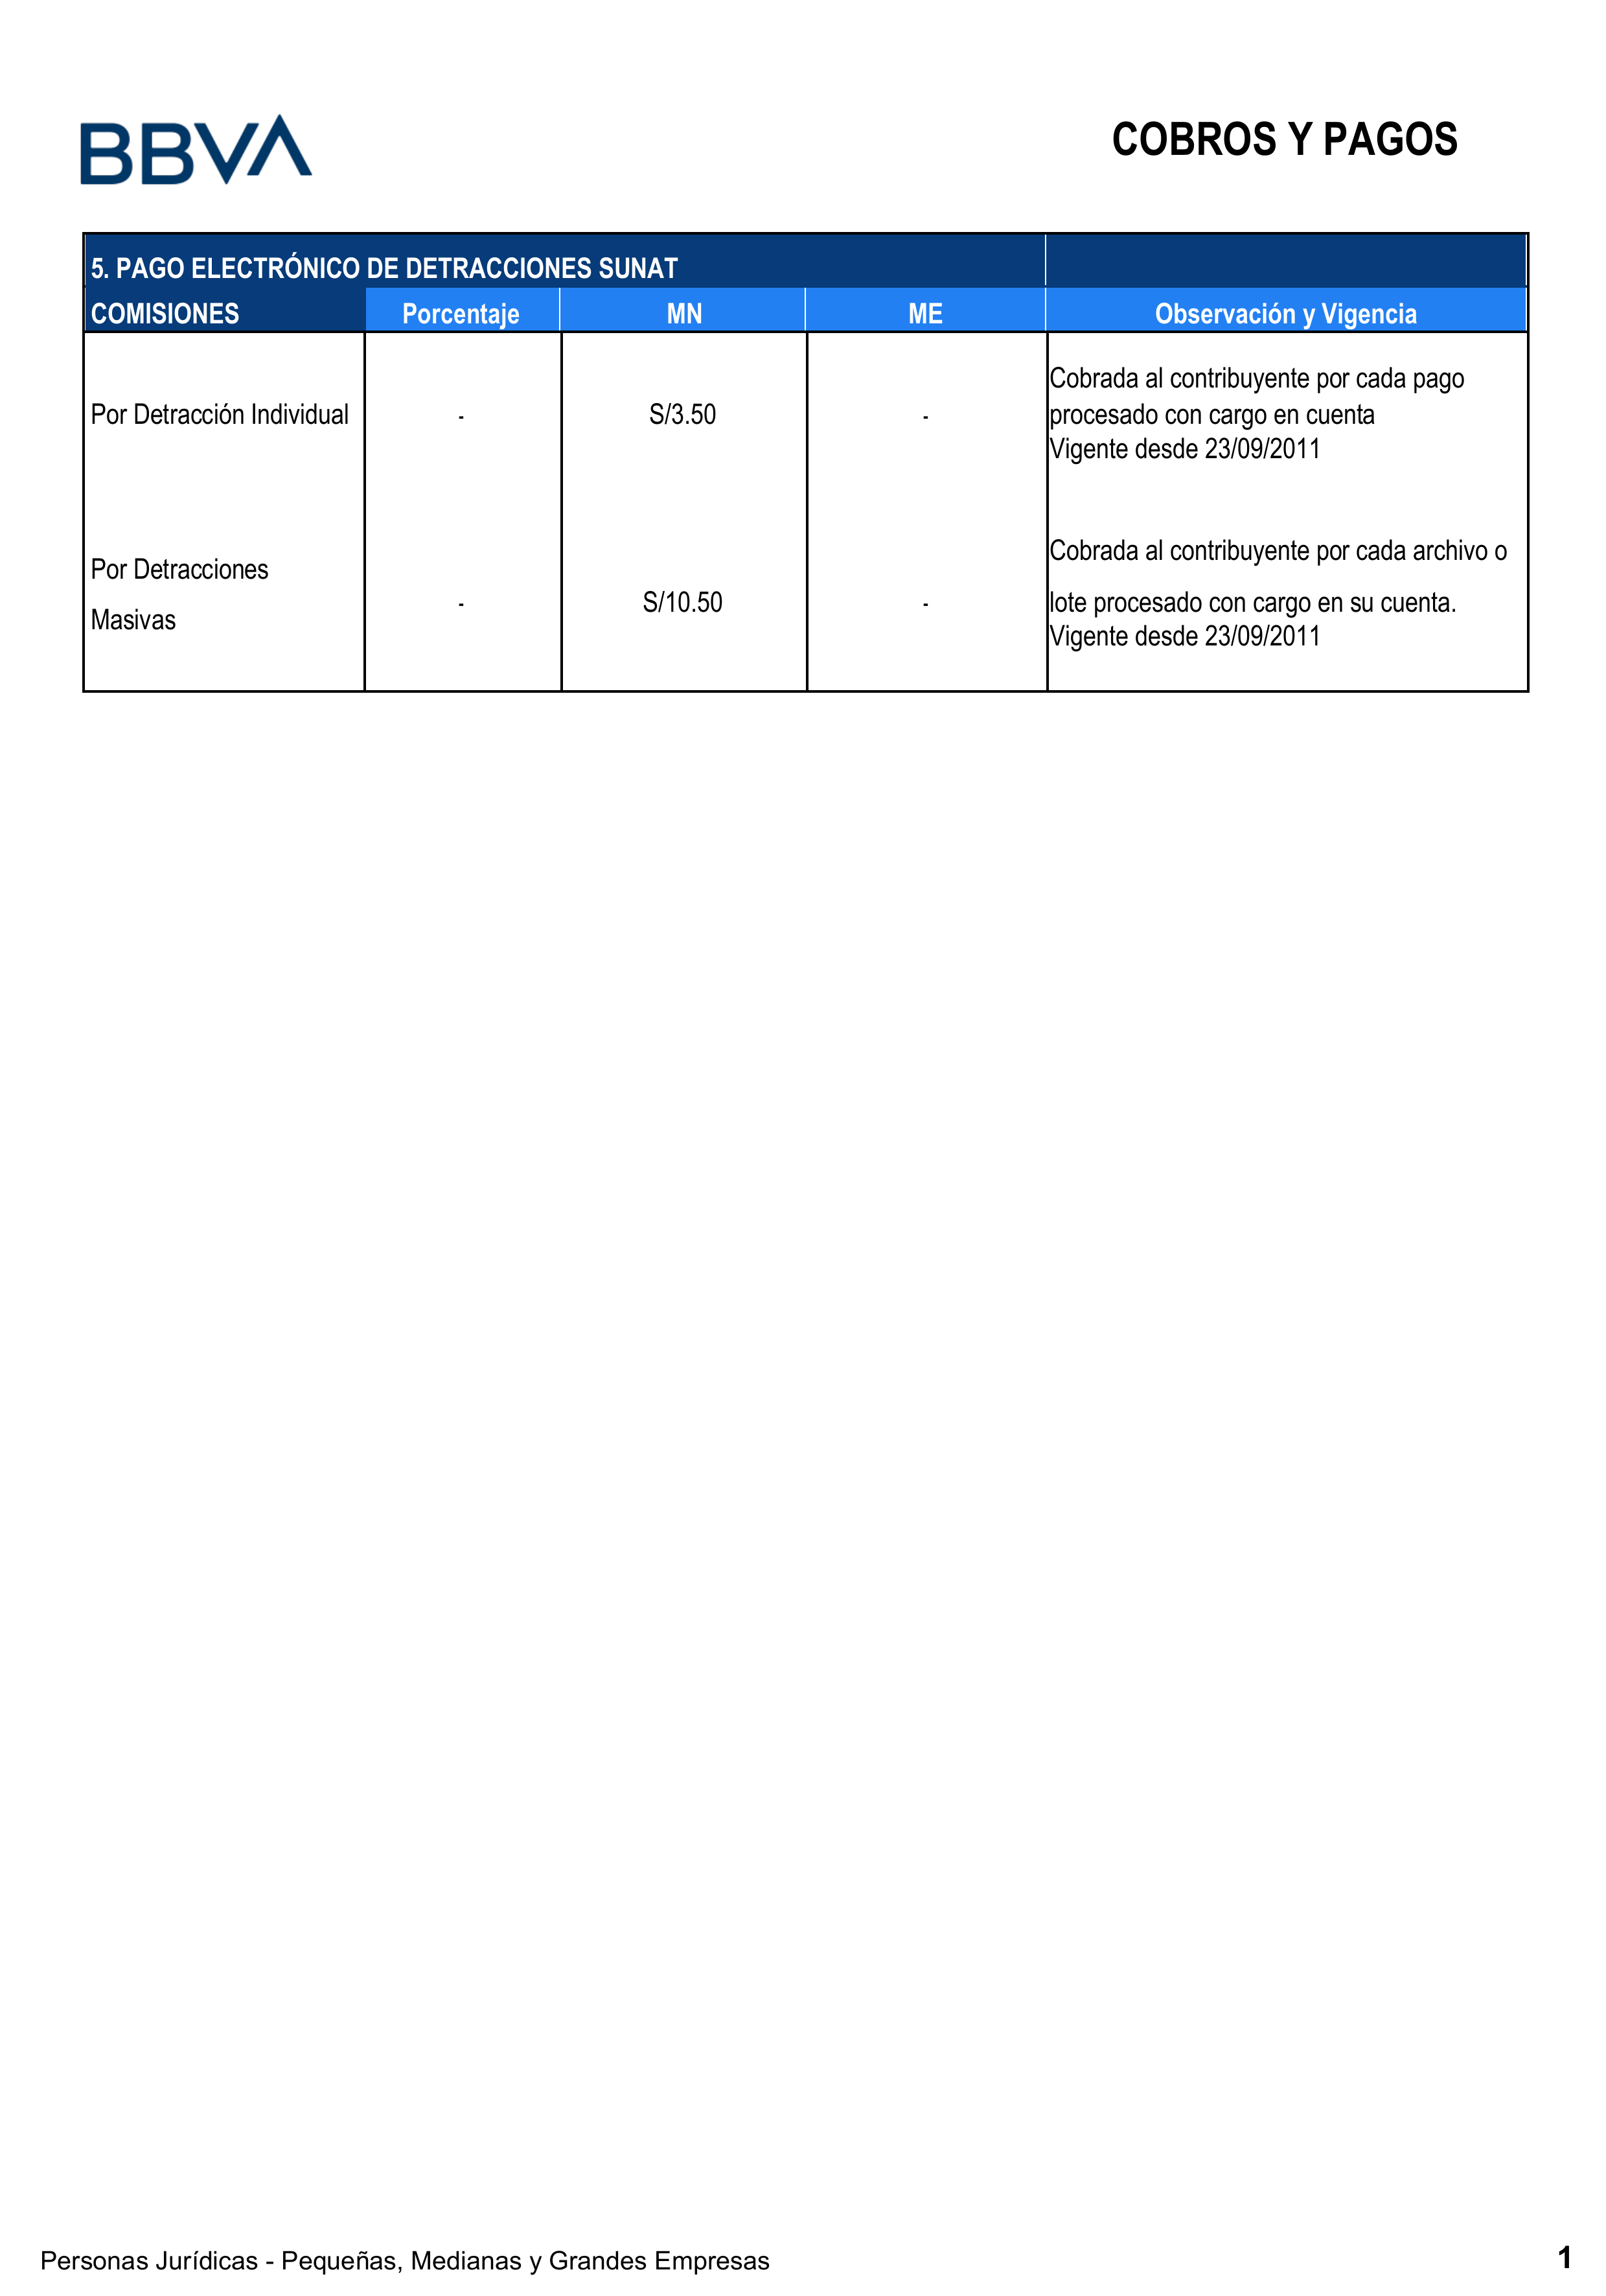 BBVA
COBROS Y PAGOS
5. PAGO ELECTRÓNICO DE DETRACCIONES SUNAT
COMISIONES Porcentaje MN ME Observación y Vigencia
Por Detracción Individual - S/3.50 - Cobrada al contribuyente por cada pago
procesado con cargo en cuenta
Vigente desde 23/09/2011
Por Detracciones
Masivas
- S/10.50 -
Cobrada al contribuyente por cada archivo o
lote procesado con cargo en su cuenta.
Vigente desde 23/09/2011
Personas Jurídicas - Pequeñas, Medianas y Grandes Empresas
1